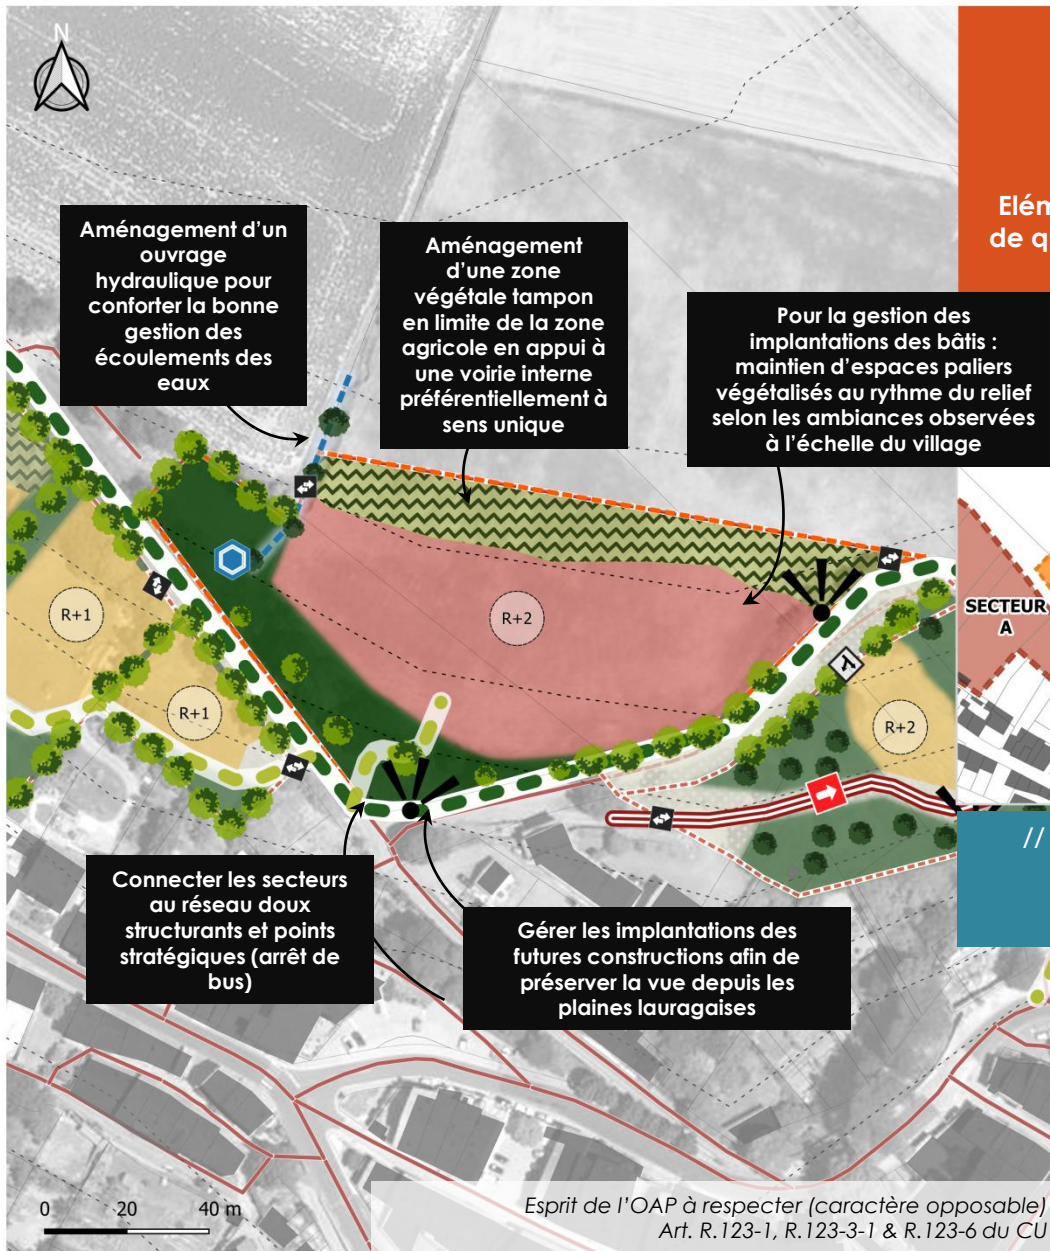 N
Elém
de q
Aménagement d'un
ouvrage
hydraulique pour
conforter la bonne
gestion des
écoulements des
eaux
Aménagement
d'une zone
végétale tampon
en limite de la zone
agricole en appui à
une voirie interne
préférentiellement à
sens unique
Pour la gestion des
implantations des bâtis :
maintien d'espaces paliers
végétalisés au rythme du relief
selon les ambiances observées
à l'échelle du village
R+1
R+2
SECTEUR
A
R+1
R+2
//
Connecter les secteurs
au réseau doux
structurants et points
stratégiques (arrêt de
bus)
Gérer les implantations des
futures constructions afin de
préserver la vue depuis les
plaines lauragaises
0 20 40 m
Esprit de l'OAP à respecter (caractère opposable)
Art. R.123-1, R.123-3-1 & R.123-6 du CU